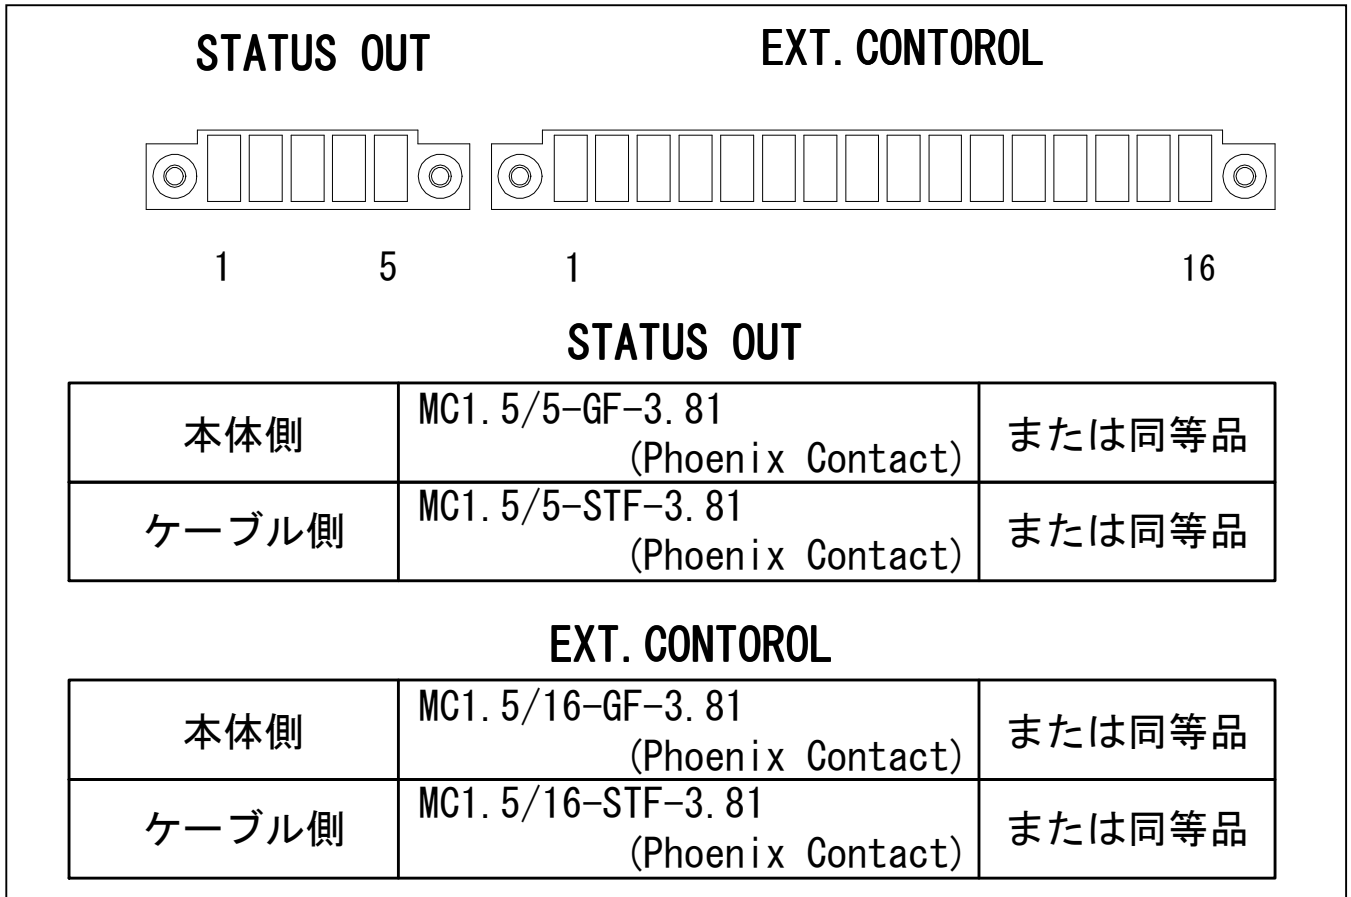 STATUS OUT
EXT.CONTOROL
1 5 1 16
STATUS OUT
本体側
MC1.5/5-GF-3.81
(Phoenix Contact)
または同等品
ケーブル側
MC1.5/5-STF-3.81
(Phoenix Contact)
または同等品
EXT.CONTOROL
本体側
MC1.5/16-GF-3.81
(Phoenix Contact)
または同等品
ケーブル側
MC1.5/16-STF-3.81
(Phoenix Contact)
または同等品